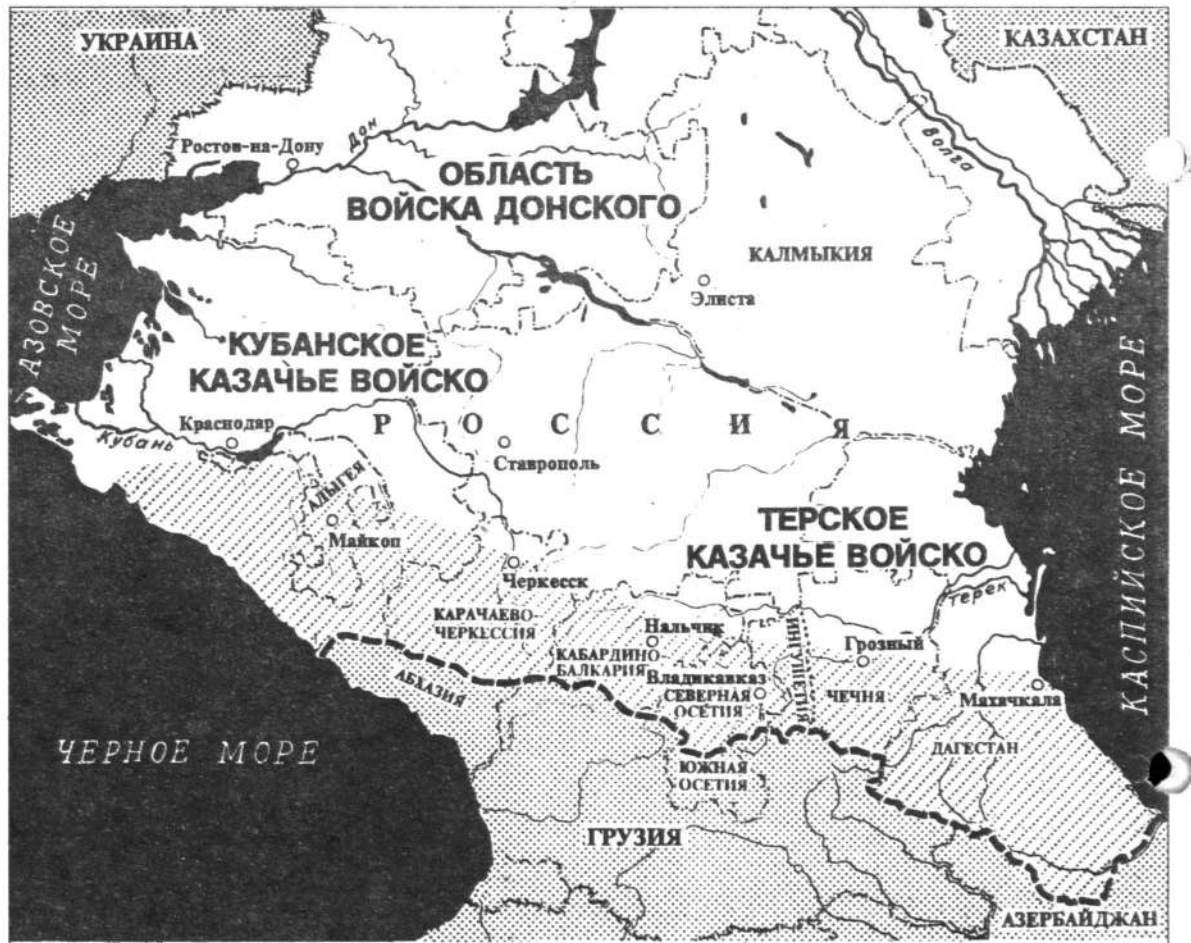 УКРАИНА
КАЗАХСТАН
Ростов-на-Дону
Дон
Волга
ОБЛАСТЬ
ВОЙСКА ДОНСКОГО
КАЛМЫКИЯ
Элиста
АЗОВСКОЕ
МОРЕ
КУБАНСКОЕ
КАЗАЧЬЕ ВОЙСКО
Краснодар
Кубань
РОССИЯ
Ставрополь
АДЫГЕЯ
Майкоп
Черкесск
ТЕРСКОЕ
КАЗАЧЬЕ ВОЙСКО
Терек
КАСПИЙСКОЕ МОРЕ
КАРАЧАЕВО-
ЧЕРКЕССИЯ
Нальчик
КАБАРДИНО
БАЛКАРИЯ
Владикавказ
СЕВЕРНАЯ
ОСЕТИЯ
ИНГУШЕТИЯ
Грозный
ЧЕЧНЯ
Махачкала
ДАГЕСТАН
АБХАЗИЯ
ЧЕРНОЕ МОРЕ
ЮЖНАЯ
ОСЕТИЯ
ГРУЗИЯ
АЗЕРБАЙДЖАН